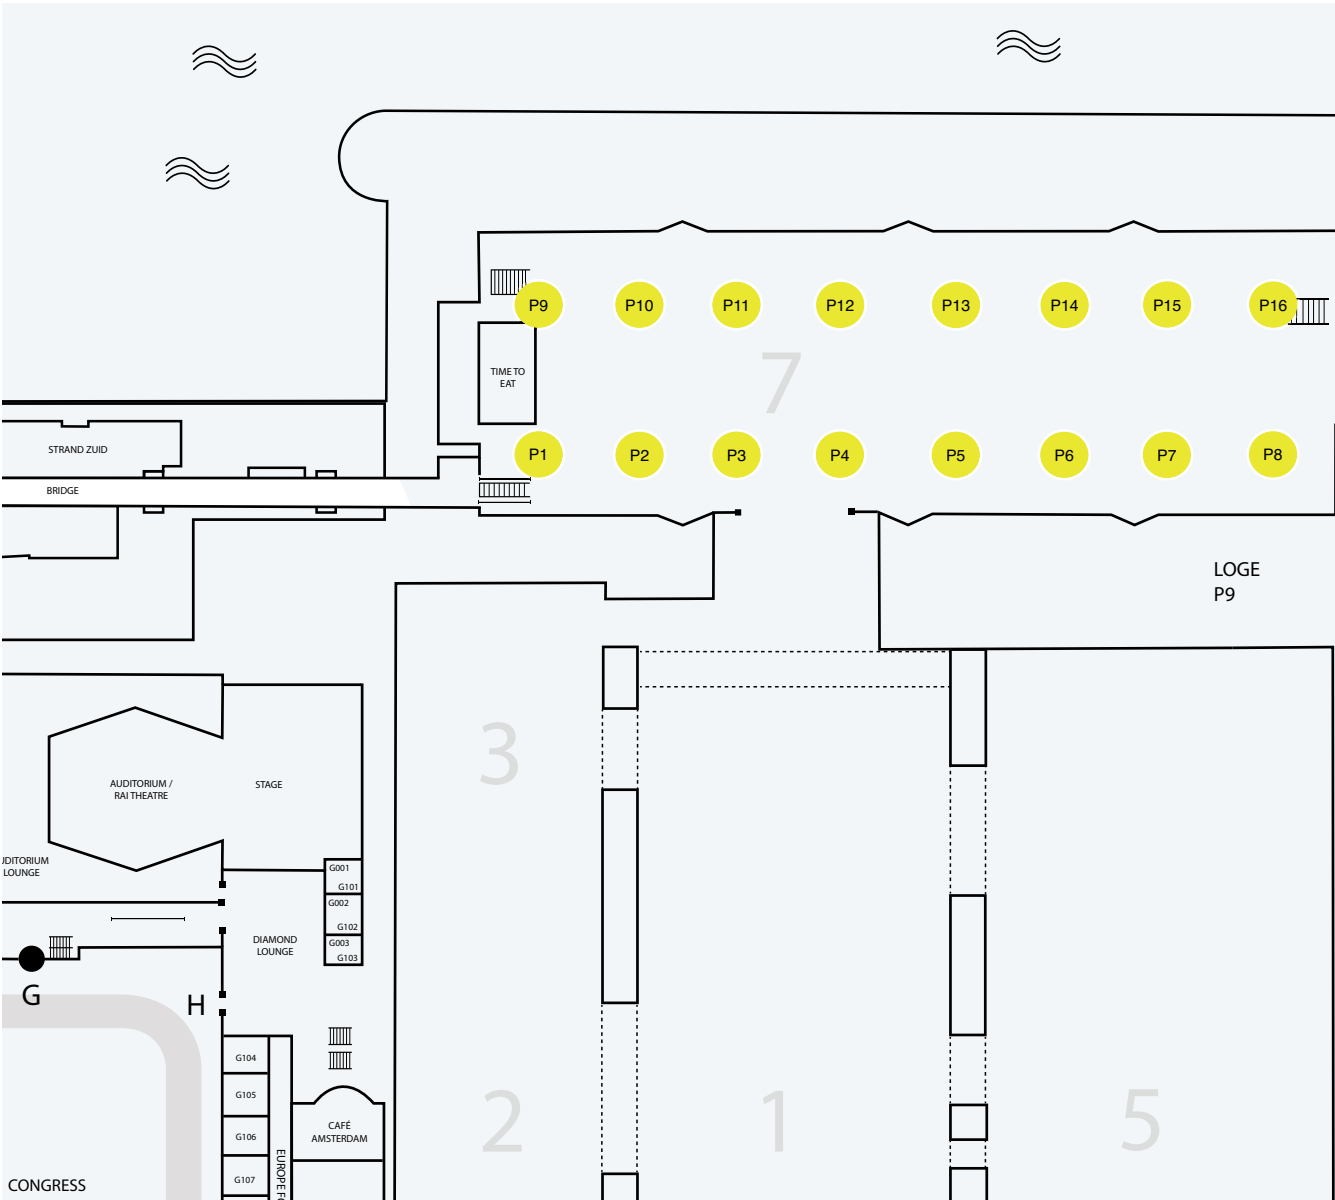 P9 P10 P11 P12 P13 P14 P15 P16
TIME TO
EAT
7
P1 P2 P3 P4 P5 P6 P7 P8
STRAND ZUID
BRIDGE
LOGE
P9
3
AUDITORIUM /
RAI THEATRE
STAGE
UDITORIUM
LOUNGE
G001
G101
G002
G102
G003
G103
DIAMOND
LOUNGE
G
H
G104
G105
G106
G107
EUROPE FO
CAFÉ
AMSTERDAM
2
1
5
CONGRESS